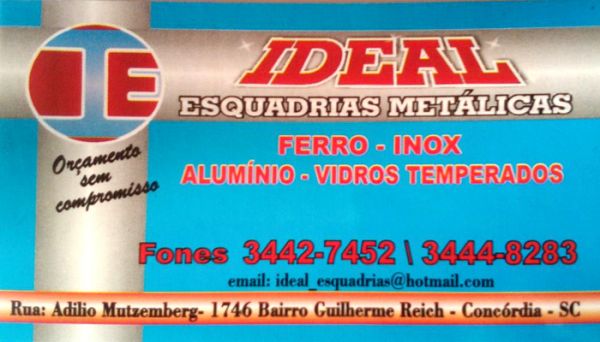 IE
IDEAL
ESQUADRIAS METÁLICAS
FERRO - INOX
ALUMÍNIO - VIDROS TEMPERADOS
Orçamento
sem
compromisso
Fones 3442-7452 \ 3444-8283
email: ideal_esquadrias@hotmail.com
Rua: Adilio Mutzemberg- 1746 Bairro Guilherme Reich - Concórdia - SC